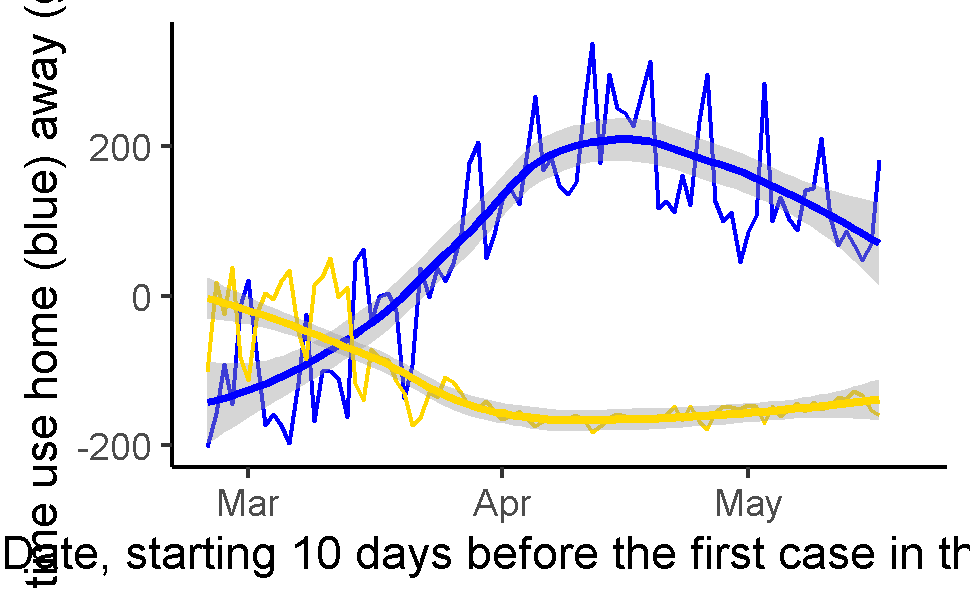 time use home (blue) away (
200
0
-200
Mar Apr May
Date, starting 10 days before the first case in th